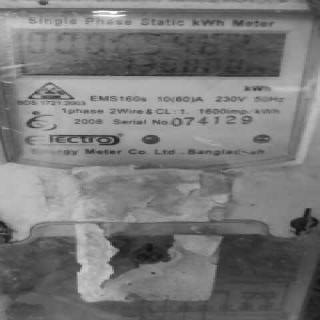 Single Phase Static kWh Meter
kWh
BDS 1721:2003
EMS160s 10(60)A 230V 50Hz
1phase 2Wire & CL : 1. 1600imp/kWh
2008 Serial No. 074129
electro
Energy Meter Co. Ltd. Bangladesh